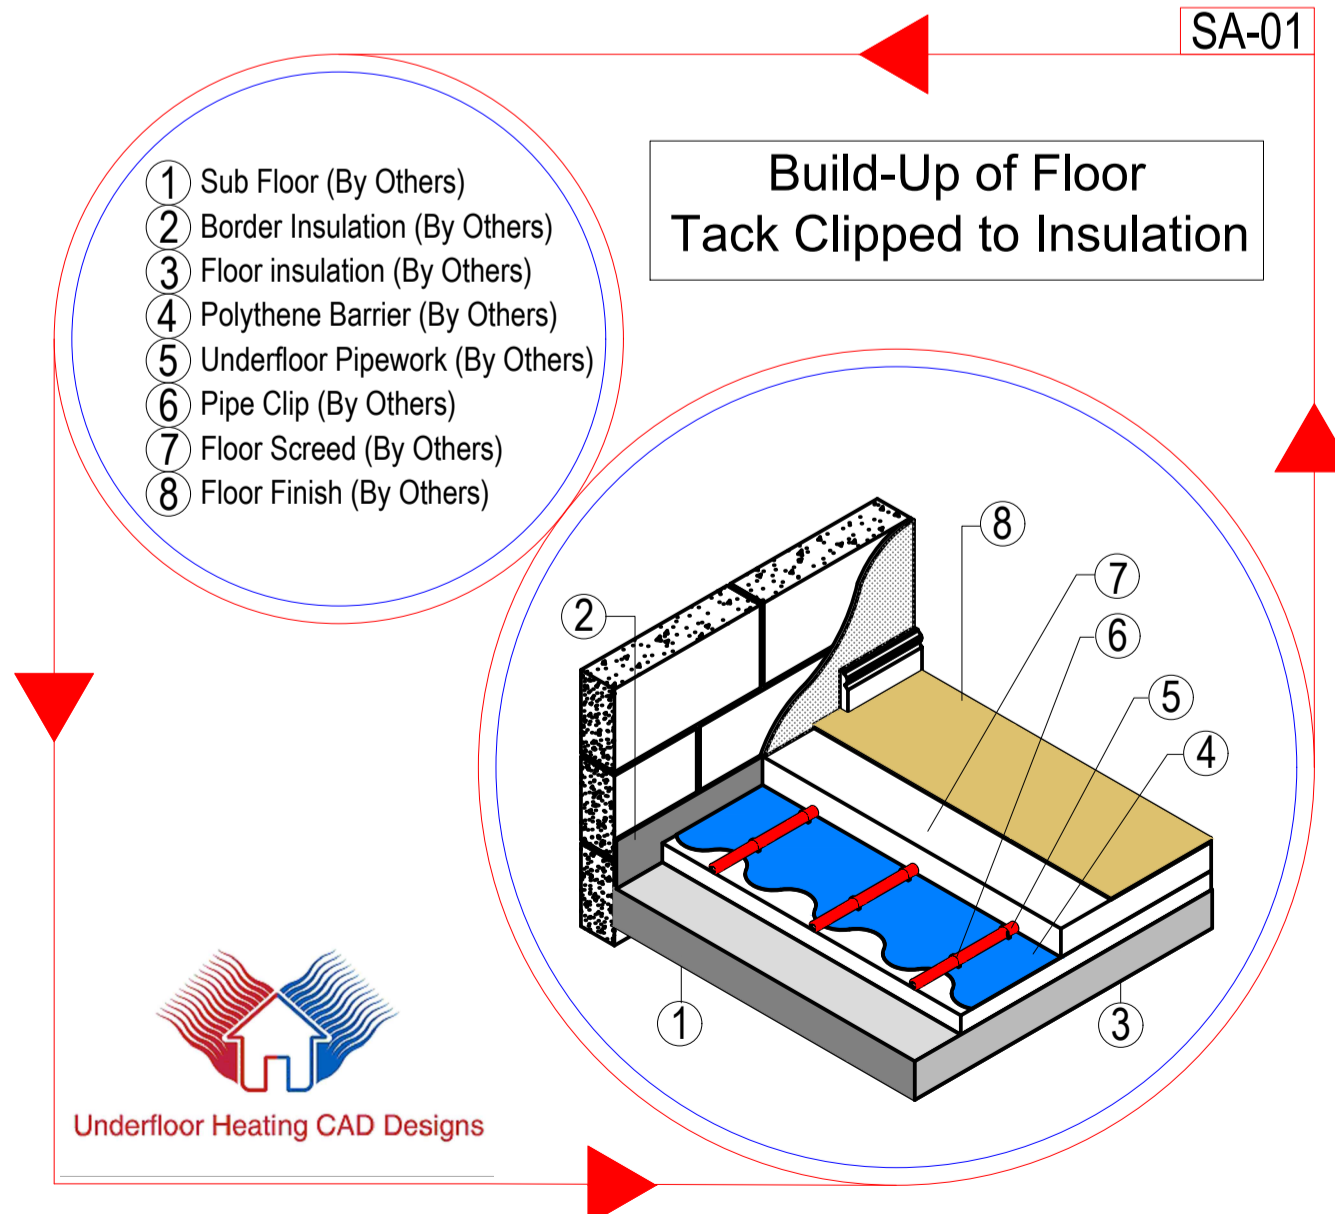 SA-01
Build-Up of Floor
Tack Clipped to Insulation
1 Sub Floor (By Others)
2 Border Insulation (By Others)
3 Floor insulation (By Others)
4 Polythene Barrier (By Others)
5 Underfloor Pipework (By Others)
6 Pipe Clip (By Others)
7 Floor Screed (By Others)
8 Floor Finish (By Others)
8
7
2
6
5
4
1
3
Underfloor Heating CAD Designs